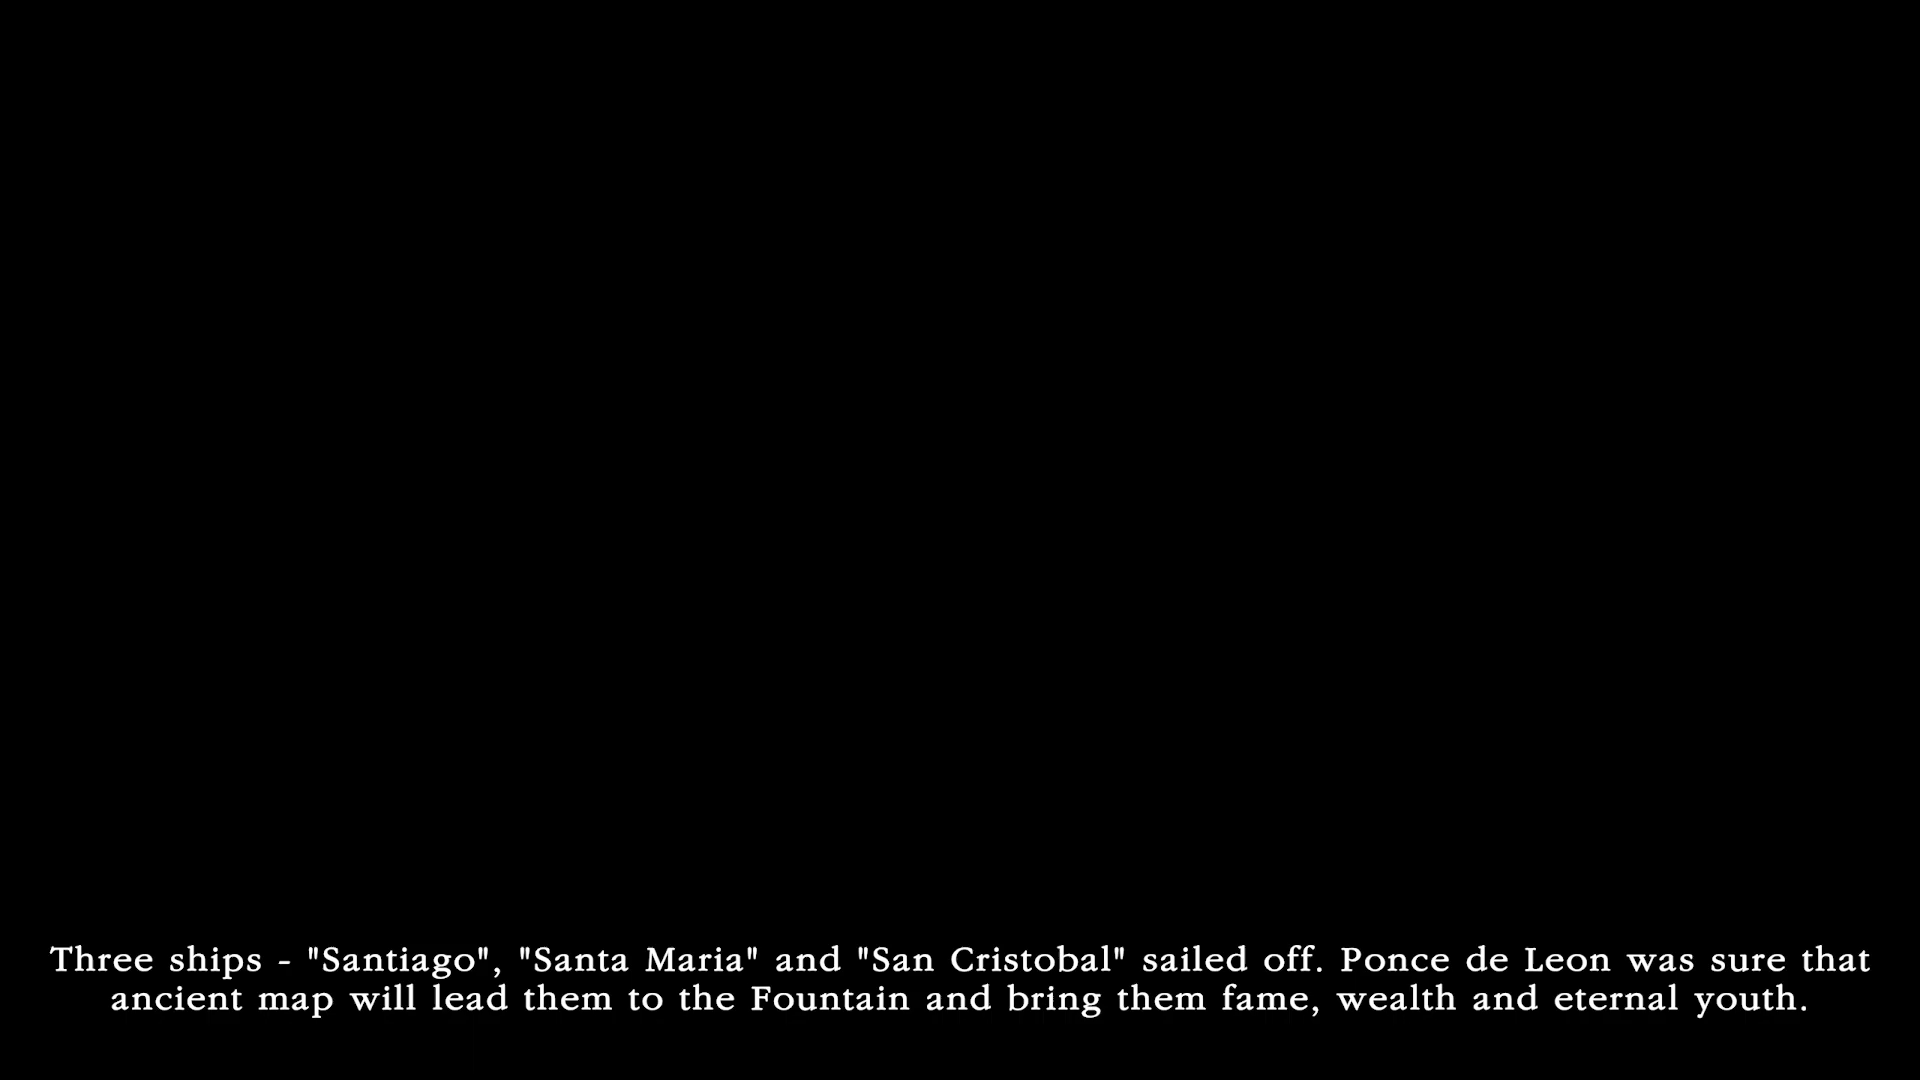 Three ships - "Santiago", "Santa Maria" and "San Cristobal" sailed off. Ponce de Leon was sure that
ancient map will lead them to the Fountain and bring them fame, wealth and eternal youth.